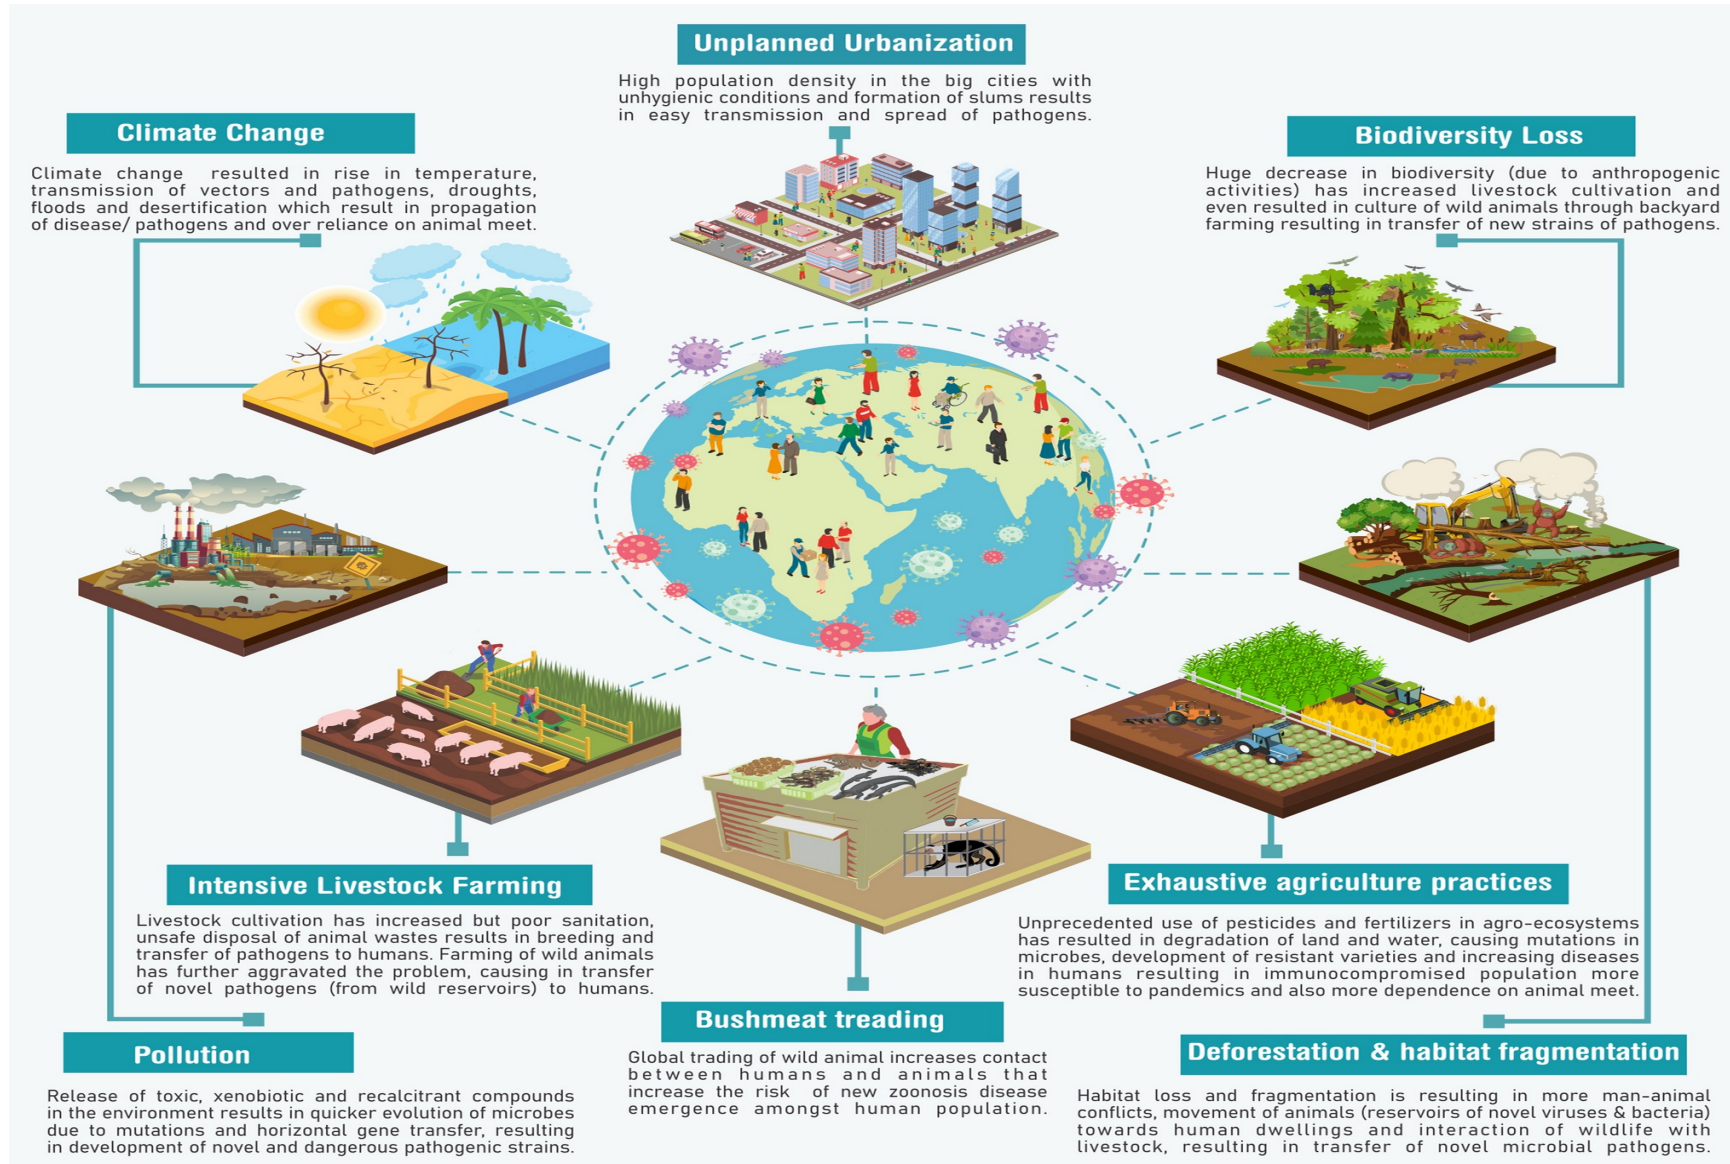 Unplanned Urbanization
High population density in the big cities with
unhygienic conditions and formation of slums results
in easy transmission and spread of pathogens.
Climate Change
Climate change resulted in rise in temperature,
transmission of vectors and pathogens, droughts,
floods and desertification which result in propagation
of disease/ pathogens and over reliance on animal meet.
Biodiversity Loss
Huge decrease in biodiversity (due to anthropogenic
activities) has increased livestock cultivation and
even resulted in culture of wild animals through backyard
farming resulting in transfer of new strains of pathogens.
Intensive Livestock Farming
Livestock cultivation has increased but poor sanitation,
unsafe disposal of animal wastes results in breeding and
transfer of pathogens to humans. Farming of wild animals
has further aggravated the problem, causing in transfer
of novel pathogens (from wild reservoirs) to humans.
Exhaustive agriculture practices
Unprecedented use of pesticides and fertilizers in agro-ecosystems
has resulted in degradation of land and water, causing mutations in
microbes, development of resistant varieties and increasing diseases
in humans resulting in immunocompromised population more
susceptible to pandemics and also more dependence on animal meet.
Bushmeat treading
Global trading of wild animal increases contact
between humans and animals that
increase the risk of new zoonosis disease
emergence amongst human population.
Pollution
Release of toxic, xenobiotic and recalcitrant compounds
in the environment results in quicker evolution of microbes
due to mutations and horizontal gene transfer, resulting
in development of novel and dangerous pathogenic strains.
Deforestation & habitat fragmentation
Habitat loss and fragmentation is resulting in more man-animal
conflicts, movement of animals (reservoirs of novel viruses & bacteria)
towards human dwellings and interaction of wildlife with
livestock, resulting in transfer of novel microbial pathogens.